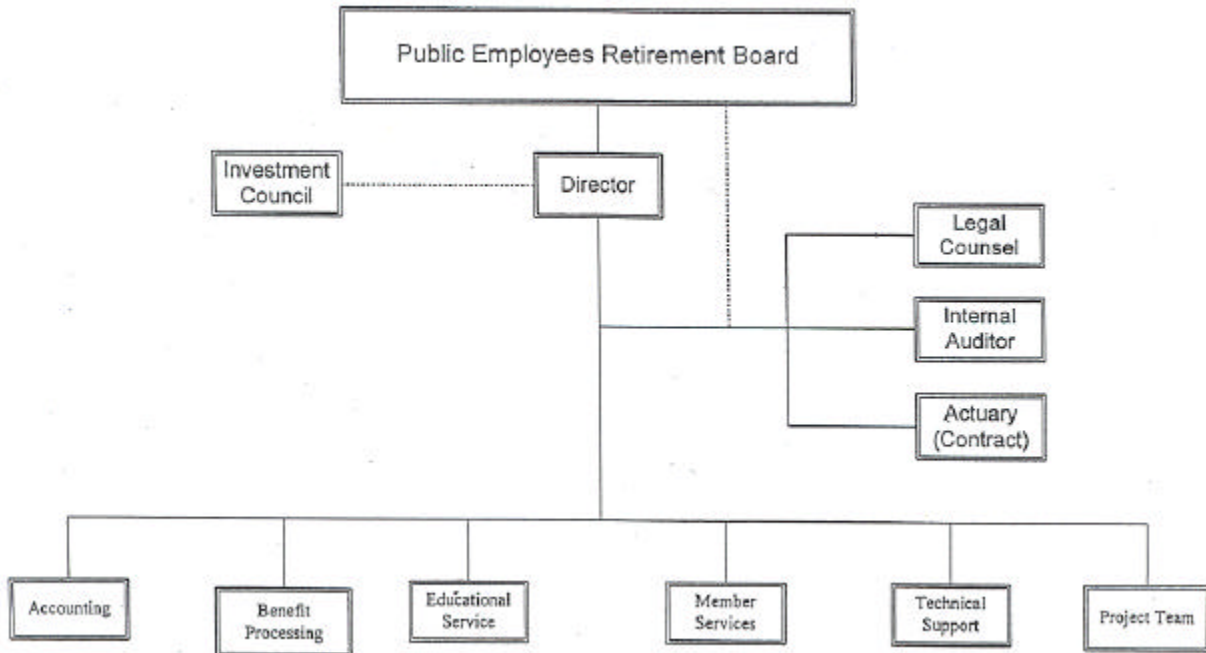 Public Employees Retirement Board
Investment
Council
Director
Legal
Counsel
Internal
Auditor
Actuary
(Contract)
Accounting
Benefit
Processing
Educational
Service
Member
Services
Technical
Support
Project Team